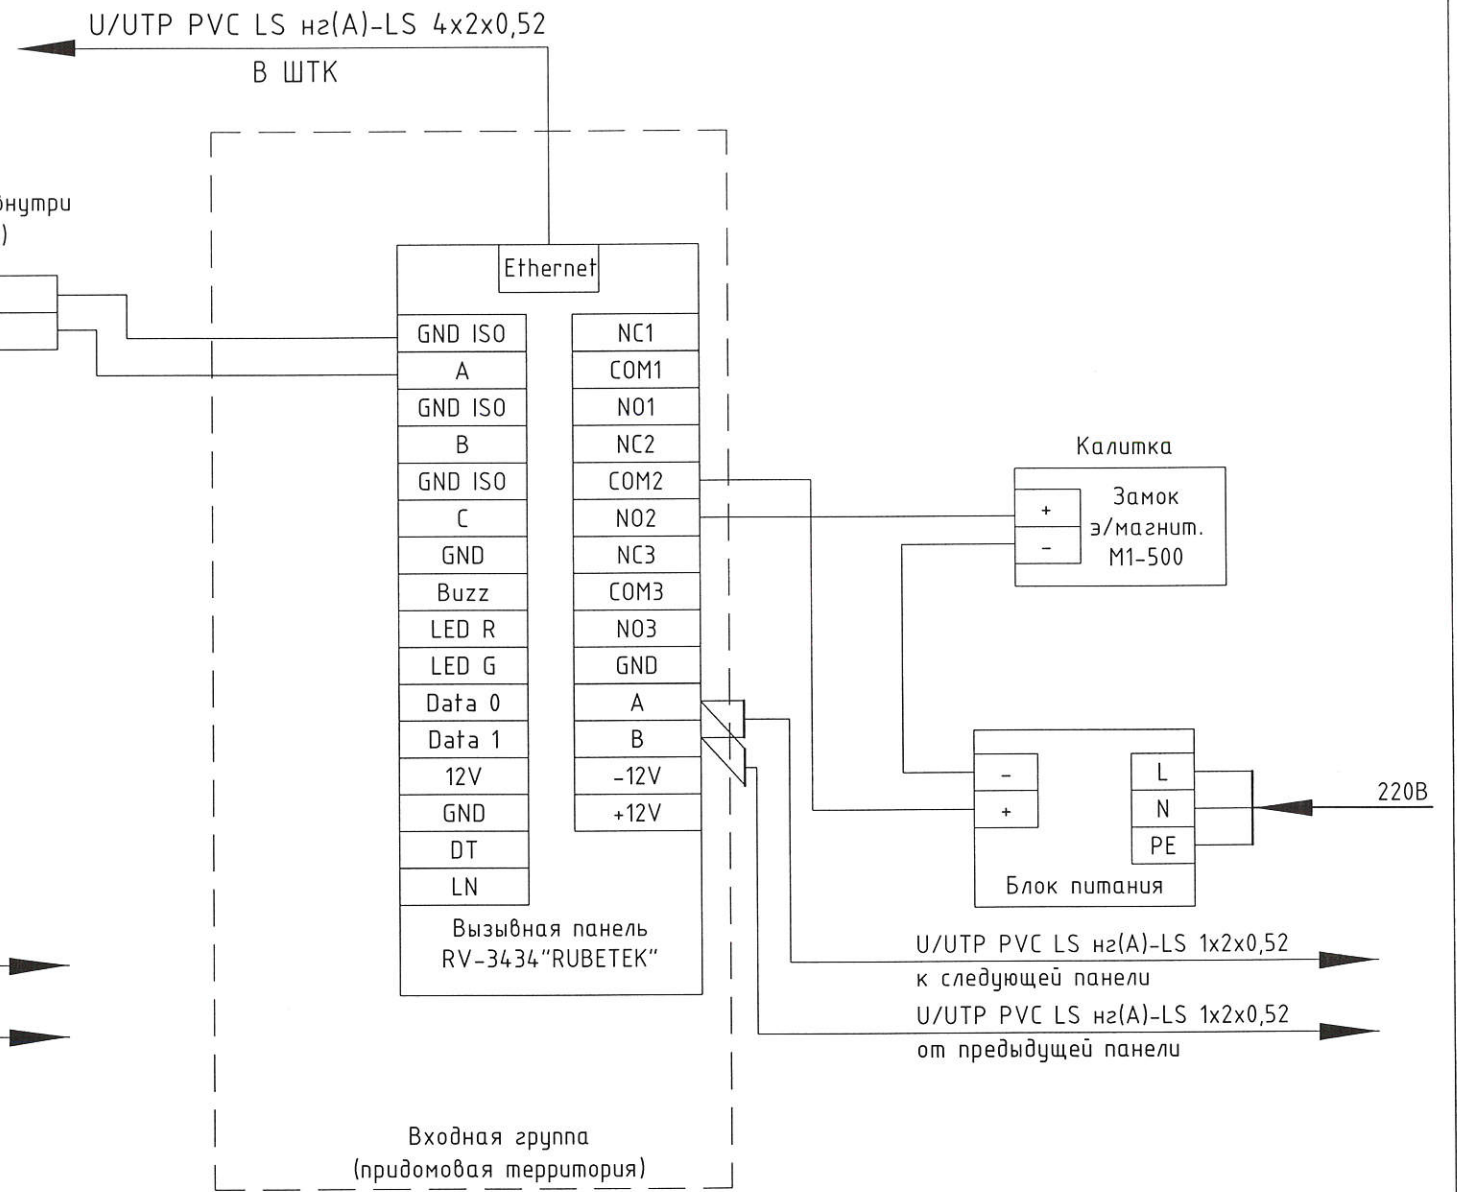 U/UTP PVC LS нг(А)-LS 4x2x0,52
В ШТК
)
Ethernet
GND ISO
A
GND ISO
B
GND ISO
C
GND
Buzz
LED R
LED G
Data 0
Data 1
12V
GND
DT
LN
NC1
COM1
NO1
NC2
COM2
NO2
NC3
COM3
NO3
GND
A
B
-12V
+12V
Вызывная панель
RV-3434"RUBETEK"
Калитка
+
-
Замок
э/магнит.
М1-500
-
+
L
N
PE
Блок питания
220В
U/UTP PVC LS нг(А)-LS 1x2x0,52
к следующей панели
U/UTP PVC LS нг(А)-LS 1x2x0,52
от предыдущей панели
Входная группа
(придомовая территория)